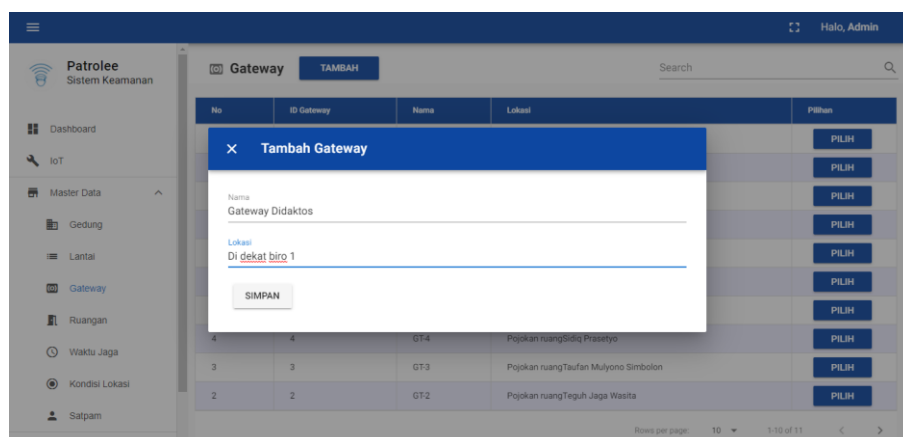 Halo, Admin
Patrolee
Sistem Keamanan
Dashboard
IoT
Master Data
Gedung
Lantai
Gateway
Ruangan
Waktu Jaga
Kondisi Lokasi
Satpam
Gateway TAMBAH Search
No ID Gateway Nama Lokasi Pilihan
PILIH
PILIH
PILIH
PILIH
PILIH
PILIH
PILIH
4 4 GT-4 Pojokan ruangSidiq Prasetyo PILIH
3 3 GT-3 Pojokan ruangTaufan Mulyono Simbolon PILIH
2 2 GT-2 Pojokan ruangTeguh Jaga Wasita PILIH
Rows per page: 10 1-10 of 11
Tambah Gateway
Nama
Gateway Didaktos
Lokasi
Di dekat biro 1
SIMPAN